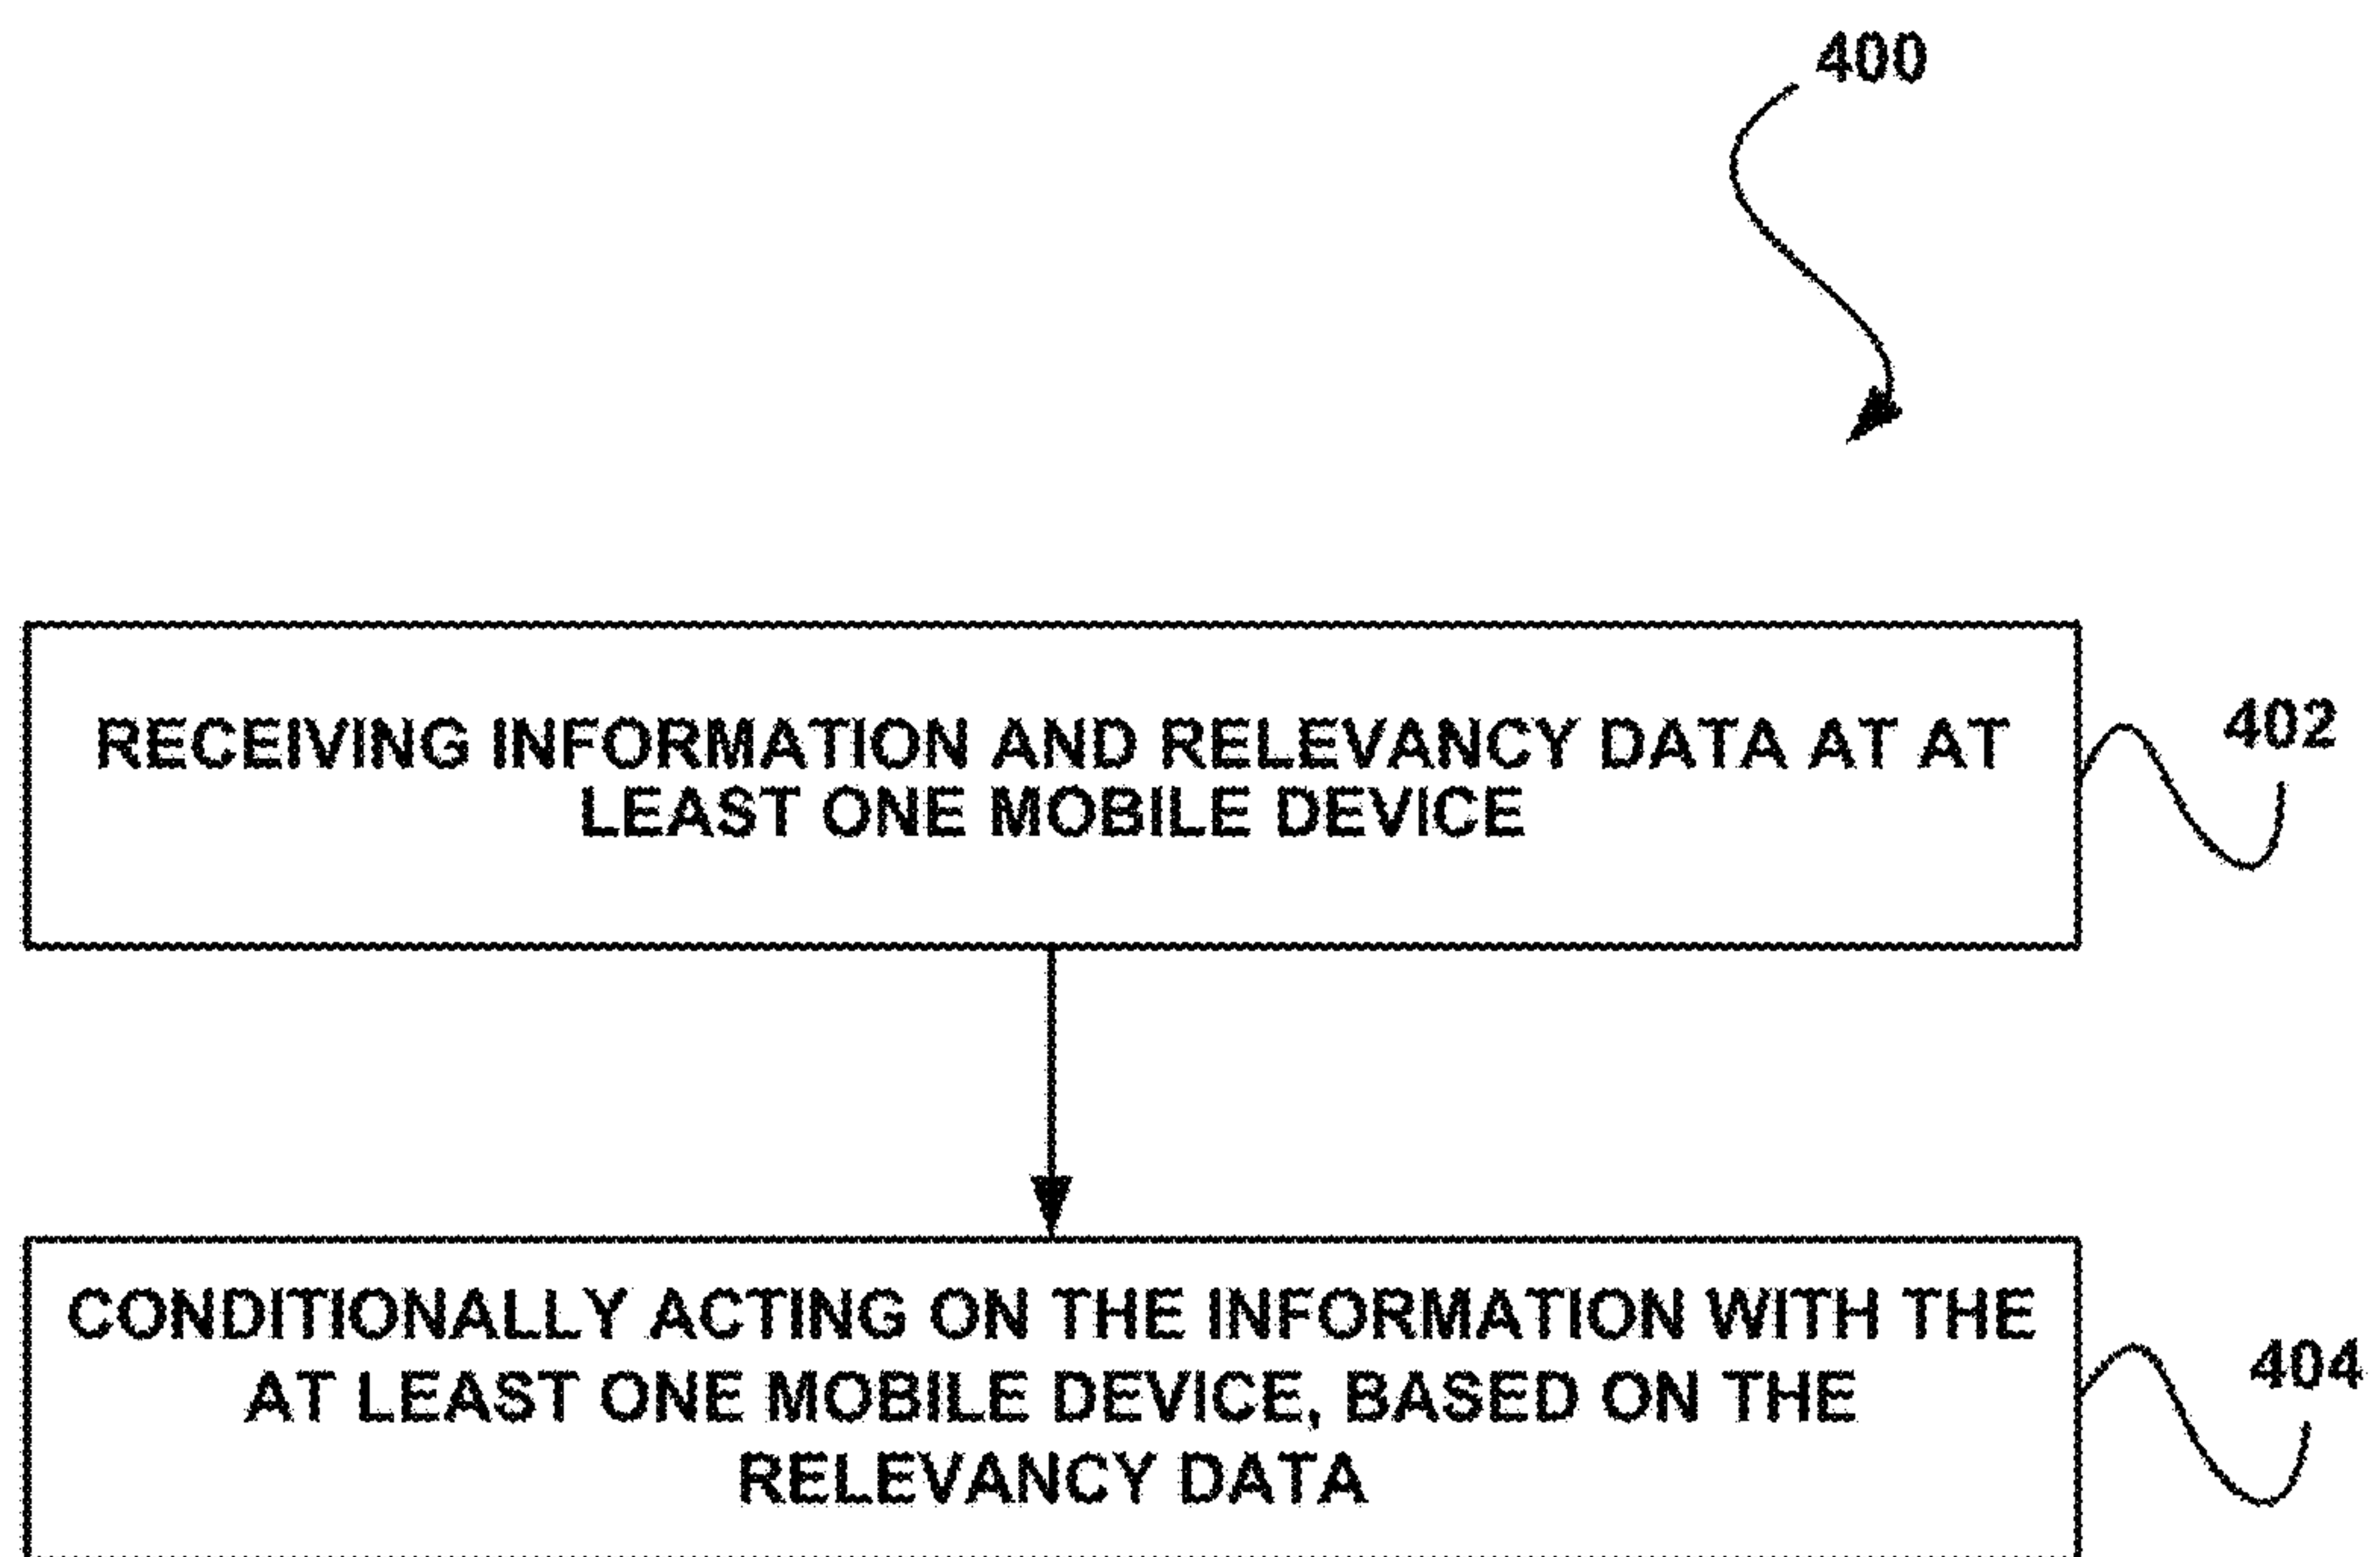 400
RECEIVING INFORMATION AND RELEVANCY DATA AT AT
LEAST ONE MOBILE DEVICE
402
CONDITIONALLY ACTING ON THE INFORMATION WITH THE
AT LEAST ONE MOBILE DEVICE, BASED ON THE
RELEVANCY DATA
404